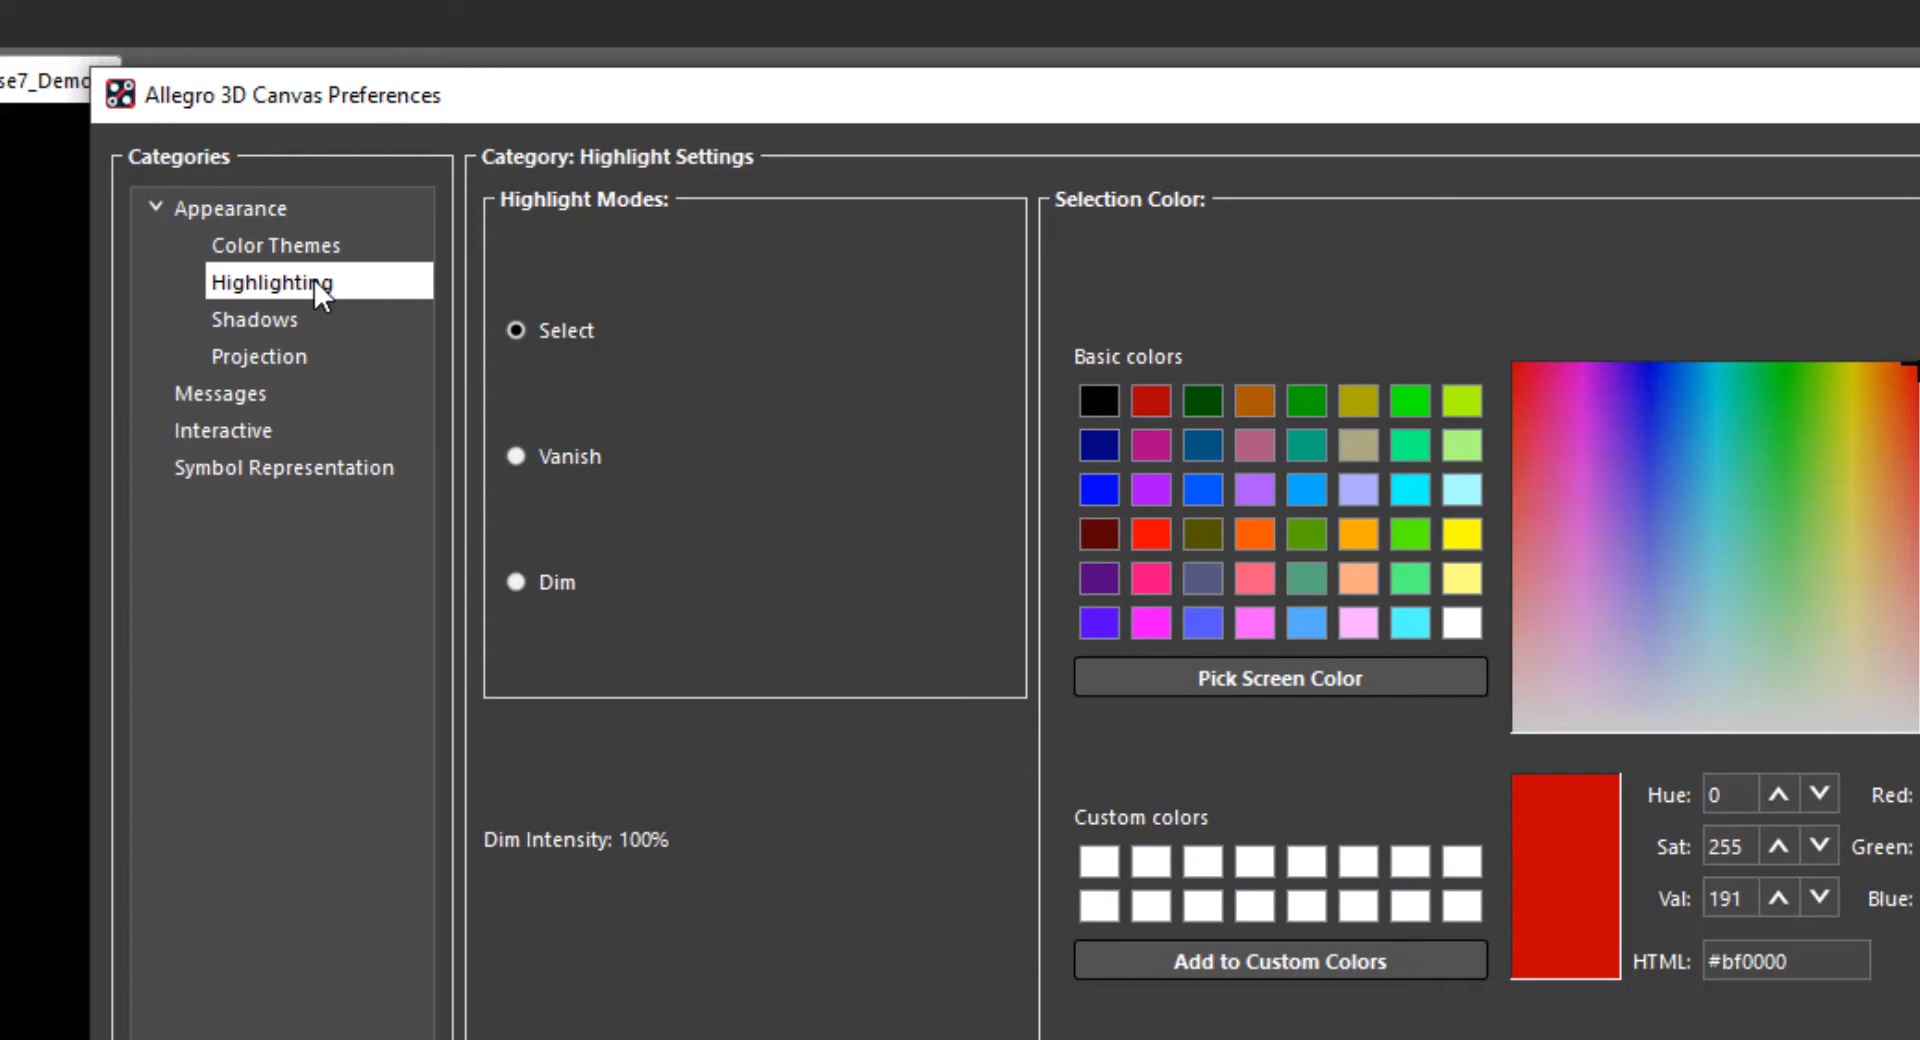 se7_Demo
Allegro 3D Canvas Preferences
Categories
Appearance
Color Themes
Highlighting
Shadows
Projection
Messages
Interactive
Symbol Representation
Category: Highlight Settings
Highlight Modes:
Select
Vanish
Dim
Dim Intensity: 100%
Selection Color:
Basic colors
Pick Screen Color
Custom colors
Add to Custom Colors
Hue: 0 Red:
Sat: 255 Green:
Val: 191 Blue:
HTML: #bf0000